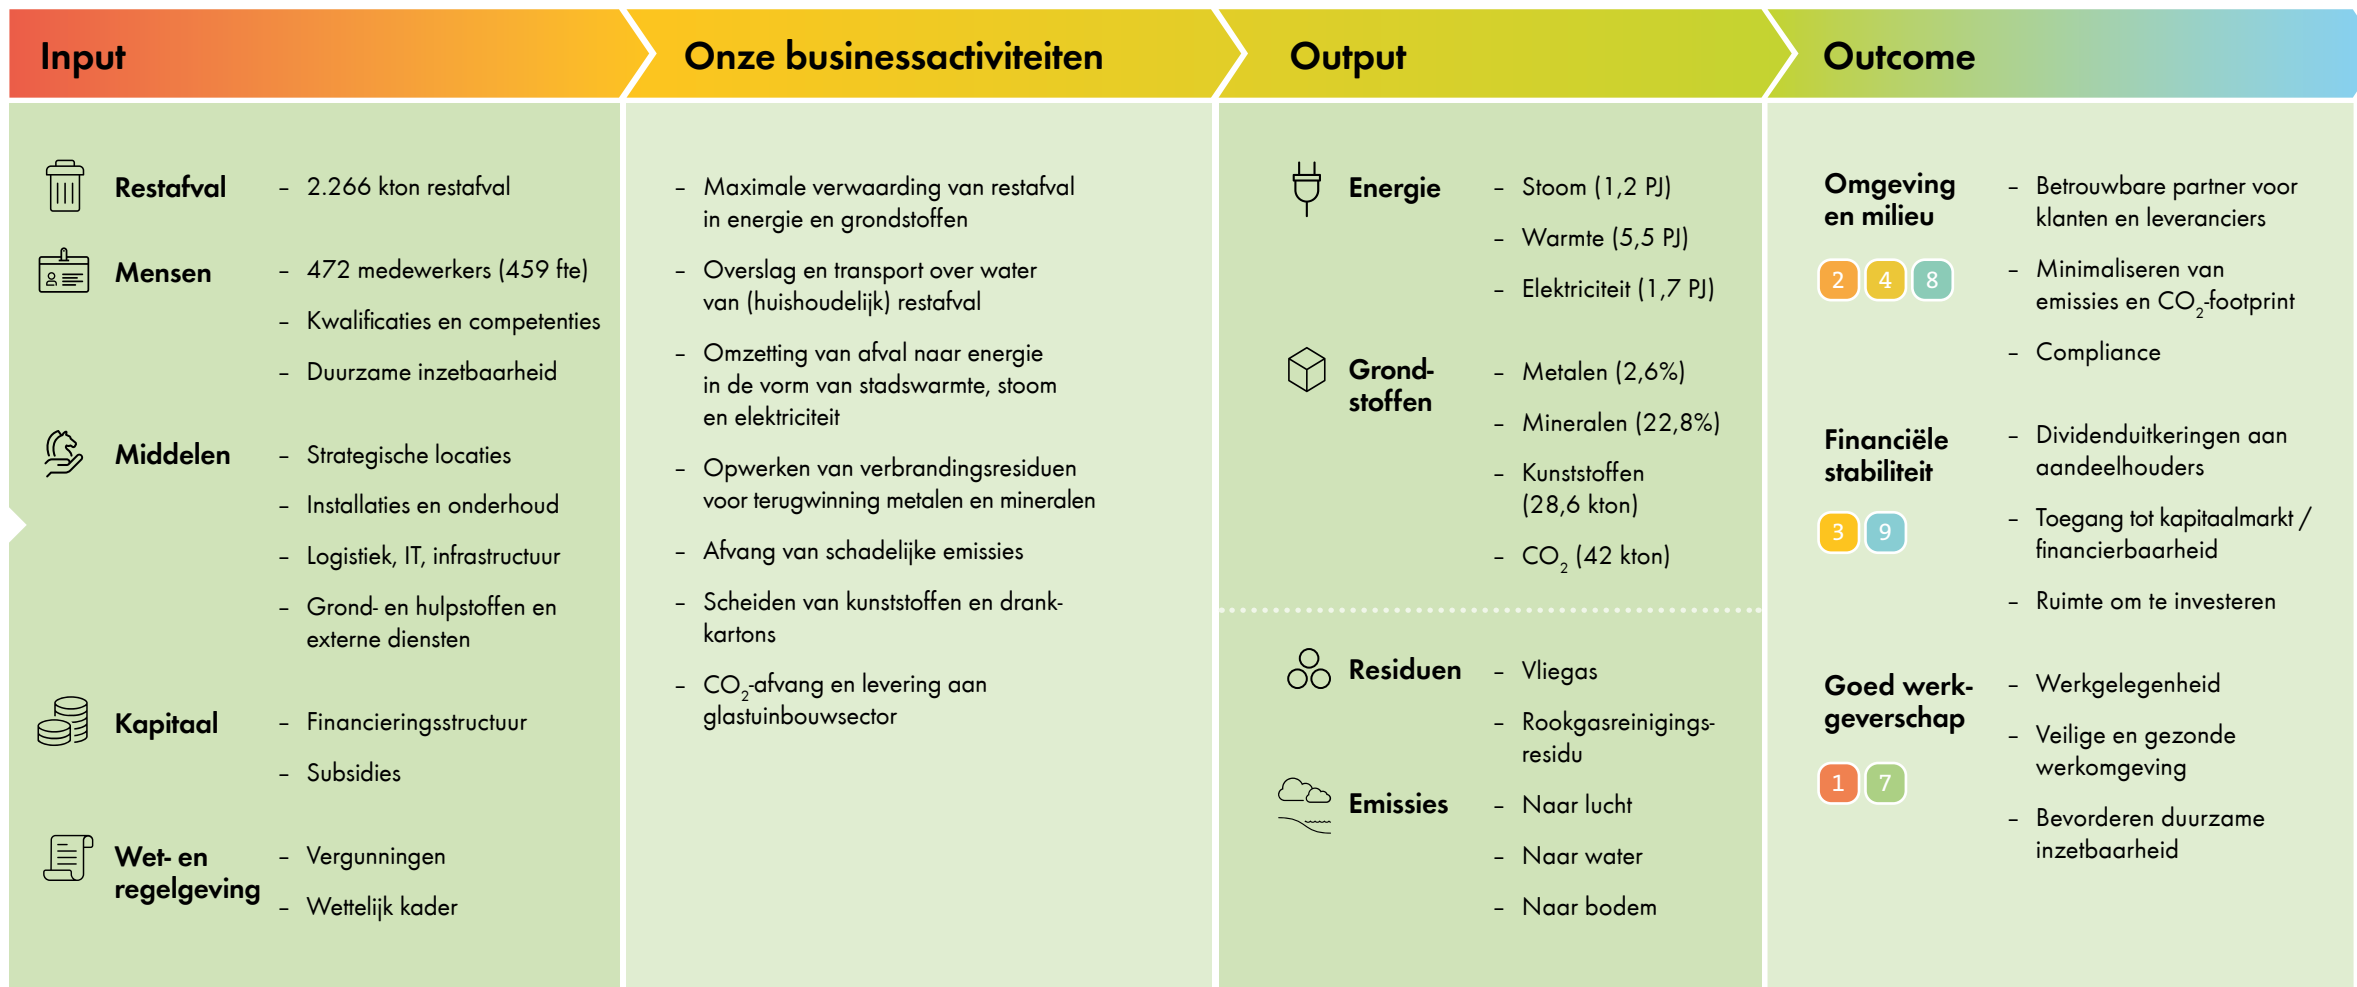 Input
Onze businessactiviteiten
Output
Outcome
Restafval
– 2.266 kton restafval
Mensen
– 472 medewerkers (459 fte)
– Kwalificaties en competenties
– Duurzame inzetbaarheid
Middelen
– Strategische locaties
– Installaties en onderhoud
– Logistiek, IT, infrastructuur
– Grond- en hulpstoffen en
externe diensten
Kapitaal
– Financieringsstructuur
– Subsidies
Wet- en
regelgeving
– Vergunningen
– Wettelijk kader
– Maximale verwaarding van restafval
in energie en grondstoffen
– Overslag en transport over water
van (huishoudelijk) restafval
– Omzetting van afval naar energie
in de vorm van stadswarmte, stoom
en elektriciteit
– Opwerken van verbrandingsresiduen
voor terugwinning metalen en mineralen
– Afvang van schadelijke emissies
– Scheiden van kunststoffen en drank-
kartons
– CO₂-afvang en levering aan
glastuinbouwsector
Energie
– Stoom (1,2 PJ)
– Warmte (5,5 PJ)
– Elektriciteit (1,7 PJ)
Grond-
stoffen
– Metalen (2,6%)
– Mineralen (22,8%)
– Kunststoffen
(28,6 kton)
– CO₂ (42 kton)
Residuen
– Vliegas
– Rookgasreinigings-
residu
Emissies
– Naar lucht
– Naar water
– Naar bodem
Omgeving
en milieu
2 4 8
– Betrouwbare partner voor
klanten en leveranciers
– Minimaliseren van
emissies en CO₂-footprint
– Compliance
Financiële
stabiliteit
3 9
– Dividenduitkeringen aan
aandeelhouders
– Toegang tot kapitaalmarkt /
financierbaarheid
– Ruimte om te investeren
Goed werk-
geverschap
1 7
– Werkgelegenheid
– Veilige en gezonde
werkomgeving
– Bevorderen duurzame
inzetbaarheid